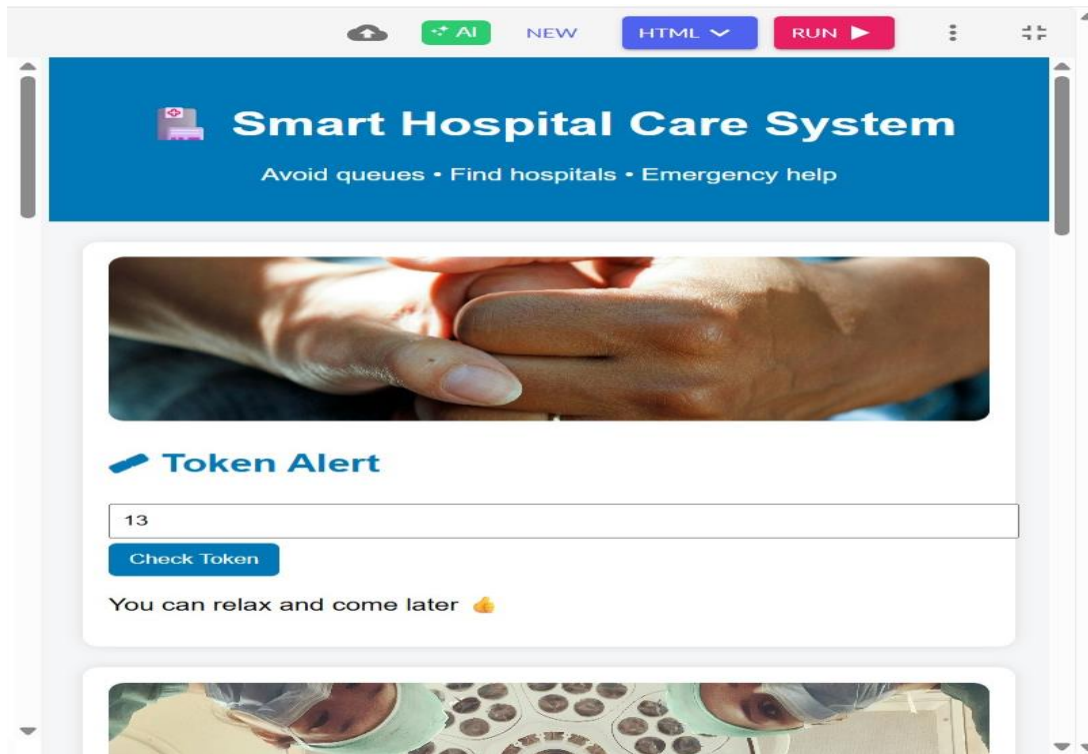 AI NEW HTML RUN
Smart Hospital Care System
Avoid queues • Find hospitals • Emergency help
Token Alert
13
Check Token
You can relax and come later 👍